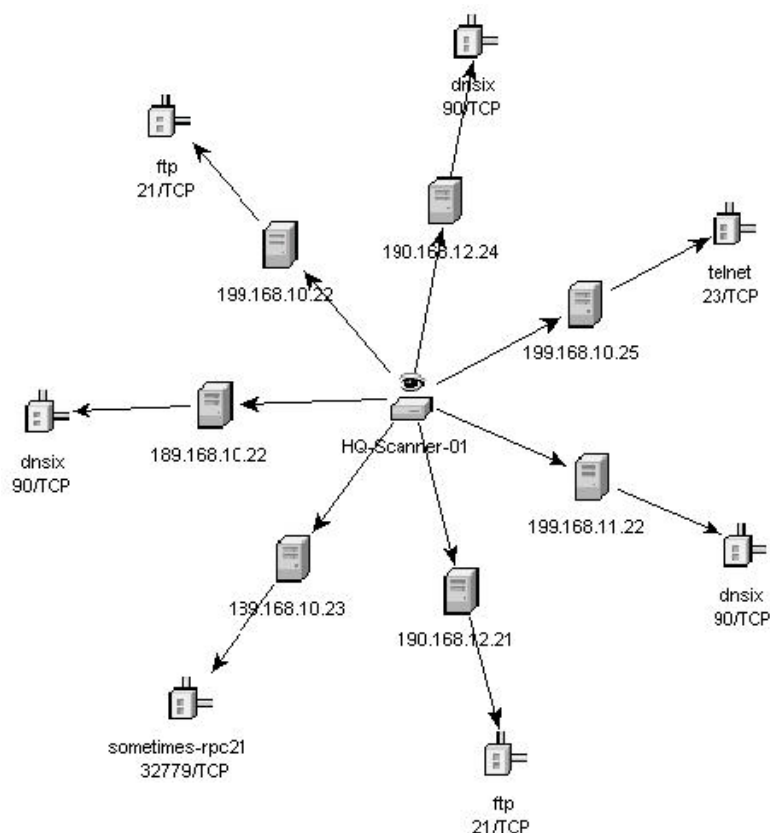 dnsix
90/TCP
ftp
21/TCP
190.168.12.24
telnet
23/TCP
199.168.10.22
199.168.10.25
HQ-Scanner-01
189.168.10.22
dnsix
90/TCP
199.168.11.22
dnsix
90/TCP
189.168.10.23
190.168.12.21
sometimes-rpc21
32779/TCP
ftp
21/TCP